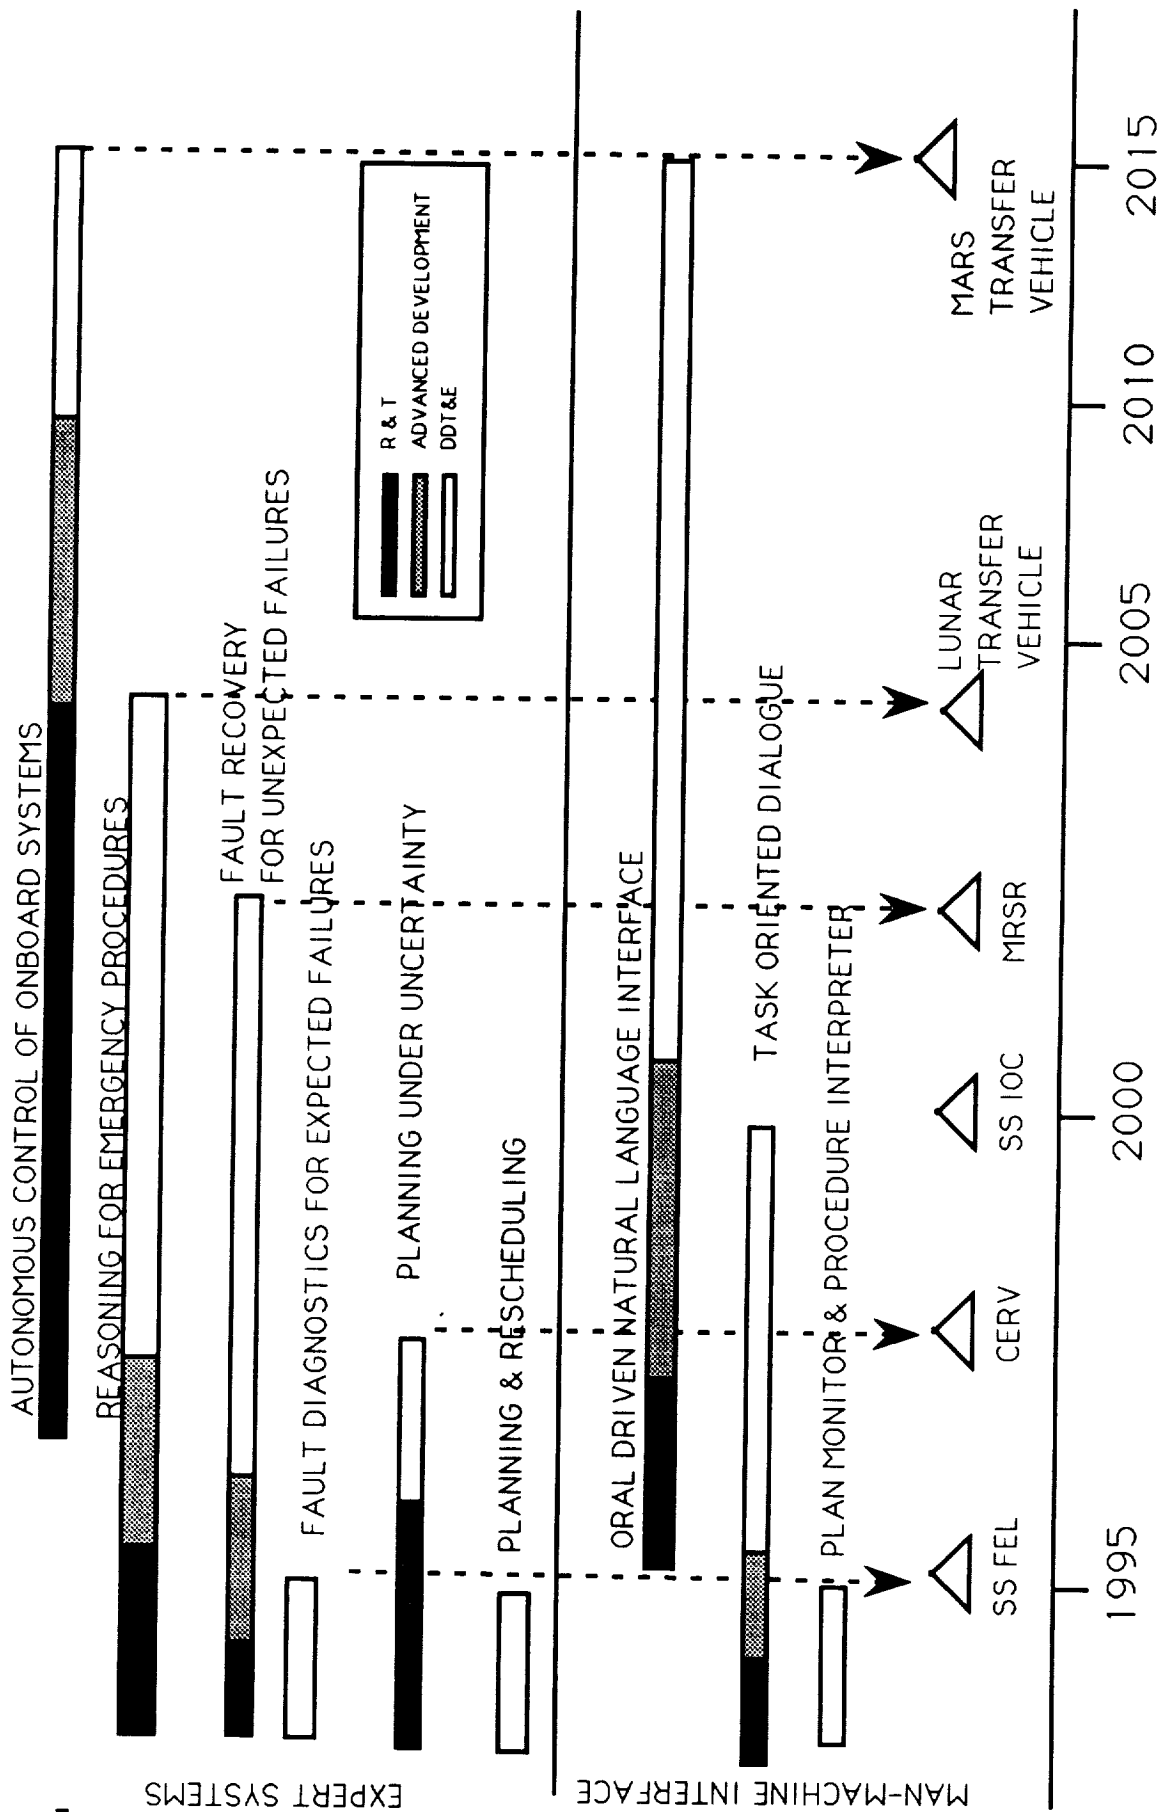 AUTONOMOUS CONTROL OF ONBOARD SYSTEMS
REASONING FOR EMERGENCY PROCEDURES
FAULT RECOVERY
FOR UNEXPECTED FAILURES
FAULT DIAGNOSTICS FOR EXPECTED FAILURES
R & T
ADVANCED DEVELOPMENT
DDT&E
PLANNING UNDER UNCERTAINTY
PLANNING & RESCHEDULING
EXPERT SYSTEMS
ORAL DRIVEN NATURAL LANGUAGE INTERFACE
TASK ORIENTED DIALOGUE
PLAN MONITOR & PROCEDURE INTERPRETER
MAN-MACHINE INTERFACE
SS FEL
CERV
SS IOC
MRSR
LUNAR
TRANSFER
VEHICLE
MARS
TRANSFER
VEHICLE
1995
2000
2005
2010
2015